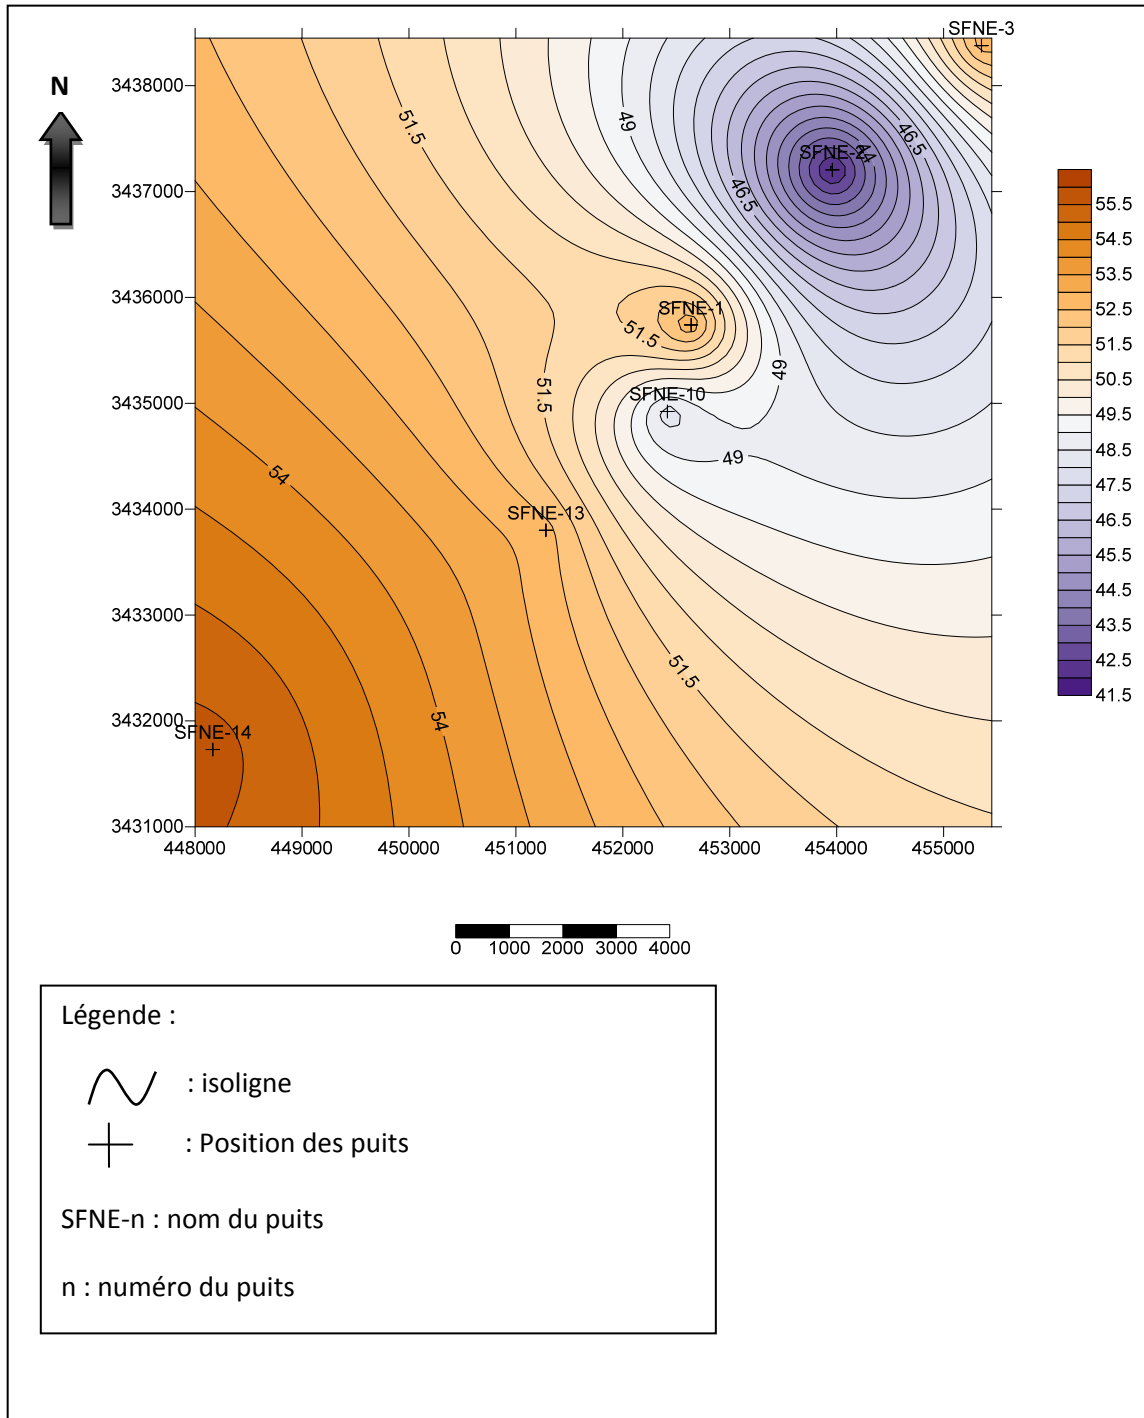 SFNE-3
N
3438000
3437000
3436000
3435000
3434000
3433000
3432000
3431000
51.5
49
46.5
44
SFNE-2
46.5
SFNE-1
51.5
49
51.5
SFNE-10
49
54
SFNE-13
51.5
54
SFNE-14
448000 449000 450000 451000 452000 453000 454000 455000
55.5
54.5
53.5
52.5
51.5
50.5
49.5
48.5
47.5
46.5
45.5
44.5
43.5
42.5
41.5
0 1000 2000 3000 4000
Légende :
: isoligne
: Position des puits
SFNE-n : nom du puits
n : numéro du puits